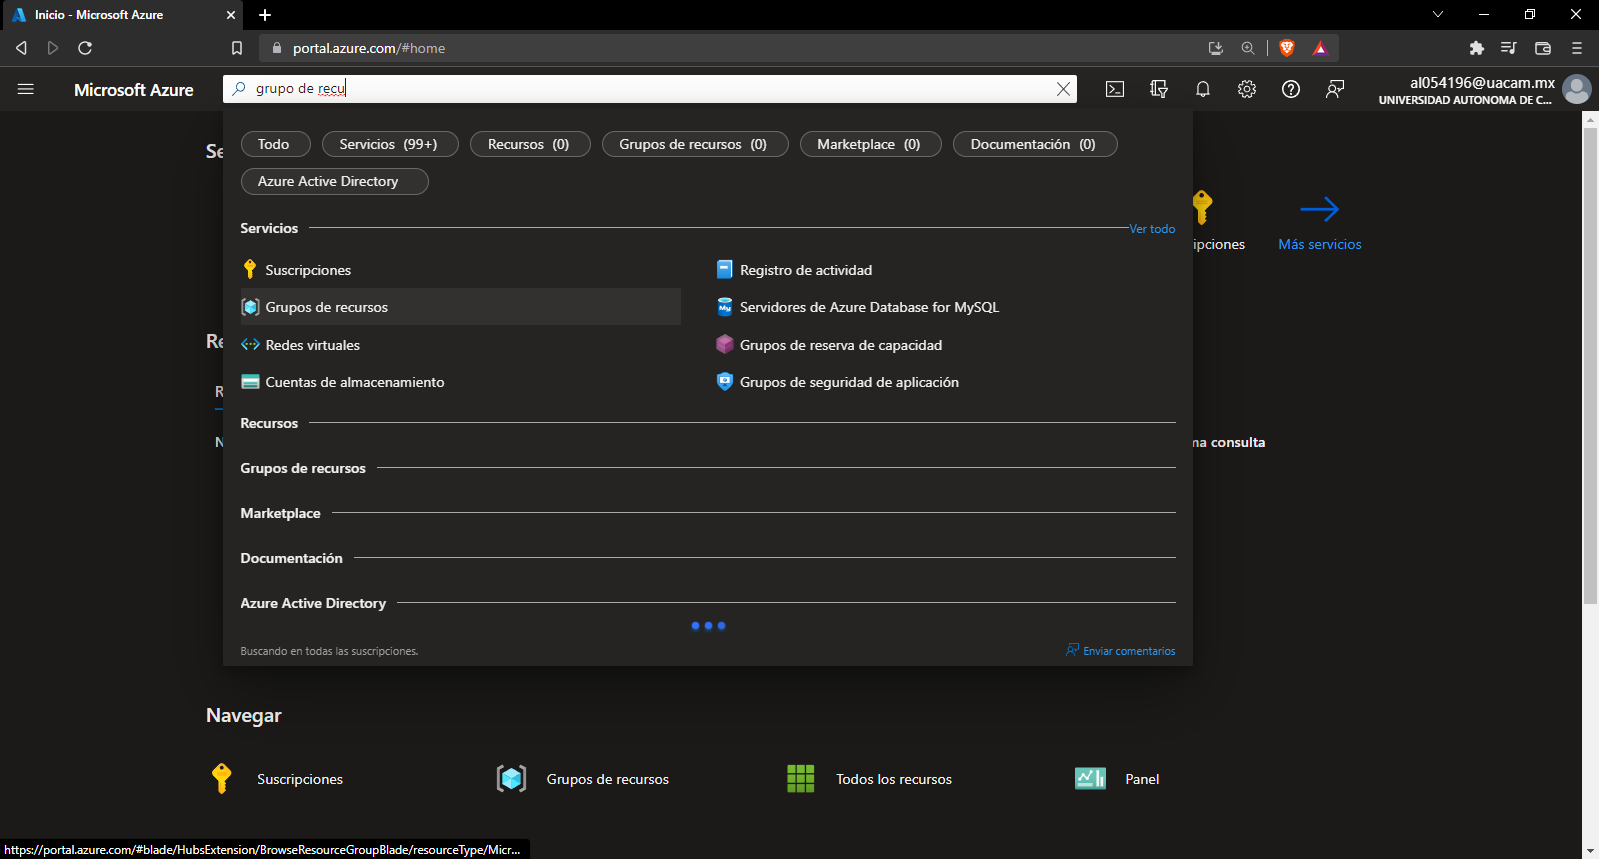 Inicio - Microsoft Azure
portal.azure.com/#home
Microsoft Azure
grupo de recu
al054196@uacam.mx
UNIVERSIDAD AUTONOMA DE C...
Se
Todo
Servicios (99+)
Recursos (0)
Grupos de recursos (0)
Marketplace (0)
Documentación (0)
Azure Active Directory
Servicios
Ver todo
ipciones
Más servicios
Suscripciones
Registro de actividad
Grupos de recursos
Servidores de Azure Database for MySQL
Re
Redes virtuales
Grupos de reserva de capacidad
R
Cuentas de almacenamiento
Grupos de seguridad de aplicación
Recursos
N
na consulta
Grupos de recursos
Marketplace
Documentación
Azure Active Directory
Buscando en todas las suscripciones.
Enviar comentarios
Navegar
Suscripciones
Grupos de recursos
Todos los recursos
Panel
https://portal.azure.com/#blade/HubsExtension/BrowseResourceGroupBlade/resourceType/Micr...